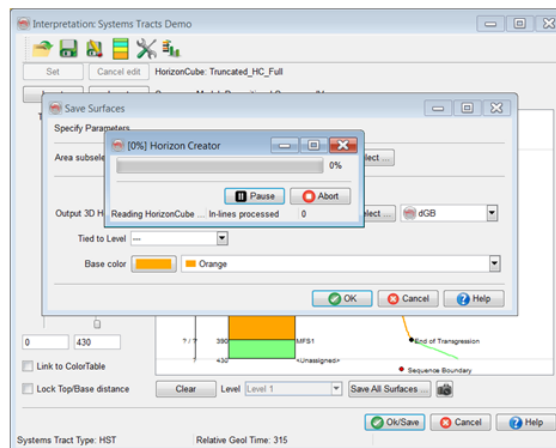 Interpretation: Systems Tracts Demo
Set Cancel edit HorizonCube: Truncated_HC_Full
Save Surfaces
Specify Parameters
Area subsele
[0%] Horizon Creator
0%
Pause Abort
Reading HorizonCube ... In-lines processed 0
lect ...
Output 3D H
elect ... dGB
Tied to Level ---
Base color Orange
OK Cancel Help
0 430
? / ? 390 MFS1 End of Transgression
? 430 <Unassigned> Sequence Boundary
Link to ColorTable
Lock Top/Base distance Clear Level Level 1 Save All Surfaces ...
Ok/Save Cancel Help
Systems Tract Type: HST Relative Geol Time: 315